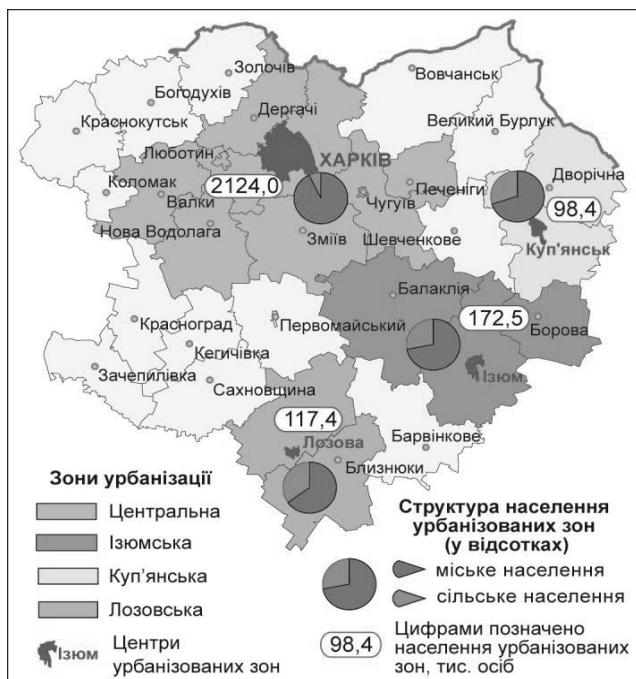 Золочів
Вовчанськ
Богодухів
Дергачі
Краснокутськ
Великий Бурлук
Люботин
ХАРКІВ
Коломак
2124,0
Печеніги
Дворічна
Валки
Чугуїв
98,4
Нова Водолага
Зміїв
Шевченкове
Куп'янськ
Балаклія
172,5
Борова
Красноград
Первомайський
Кегичівка
Зачепилівка
Ізюм
Сахновщина
117,4
Лозова
Барвінкове
Близнюки
Зони урбанізації
Центральна
Ізюмська
Куп'янська
Лозовська
Ізюм
Центри
урбанізованих зон
Структура населення
урбанізованих зон
(у відсотках)
міське населення
сільське населення
98,4
Цифрами позначено
населення урбанізованих
зон, тис. осіб